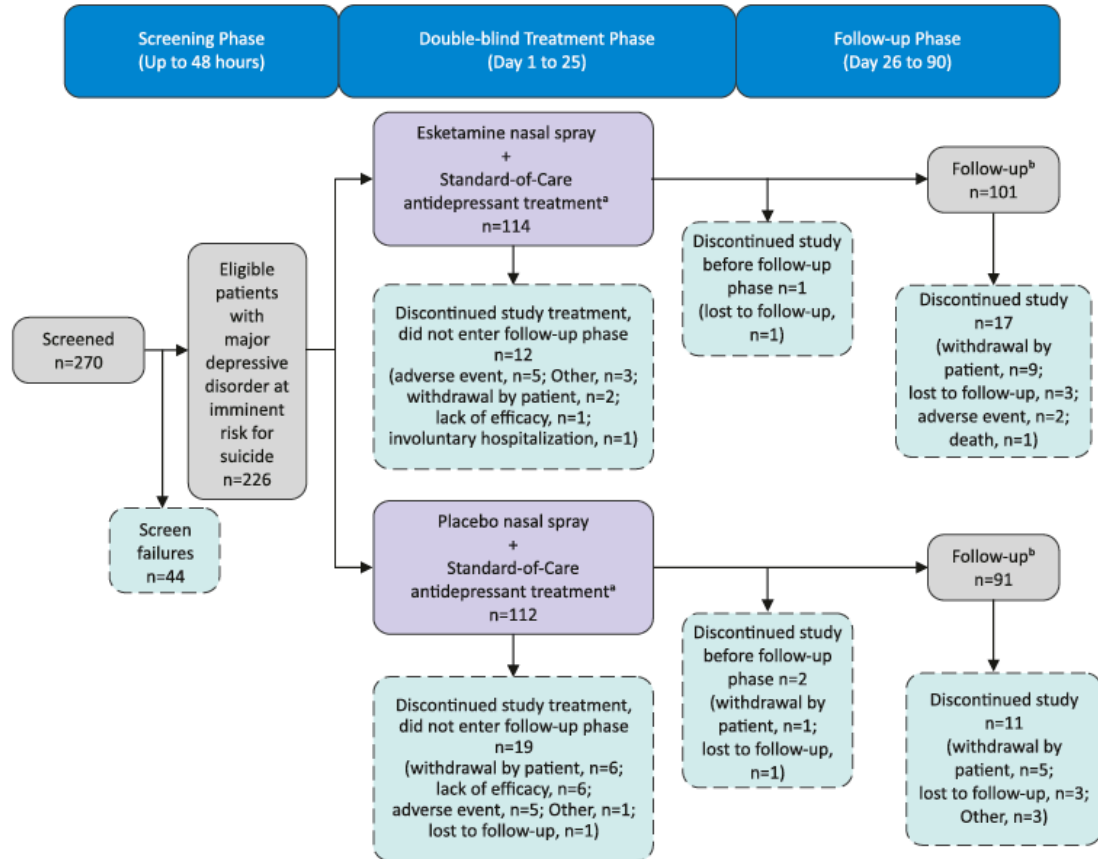 Screening Phase
(Up to 48 hours)
Double-blind Treatment Phase
(Day 1 to 25)
Follow-up Phase
(Day 26 to 90)
Screened
n=270
Screen
failures
n=44
Eligible
patients
with
major
depressive
disorder at
imminent
risk for
suicide
n=226
Esketamine nasal spray
+
Standard-of-Care
antidepressant treatmentᵃ
n=114
Discontinued study treatment,
did not enter follow-up phase
n=12
(adverse event, n=5; Other, n=3;
withdrawal by patient, n=2;
lack of efficacy, n=1;
involuntary hospitalization, n=1)
Discontinued study
before follow-up
phase n=1
(lost to follow-up,
n=1)
Follow-upᵇ
n=101
Discontinued study
n=17
(withdrawal by
patient, n=9;
lost to follow-up, n=3;
adverse event, n=2;
death, n=1)
Placebo nasal spray
+
Standard-of-Care
antidepressant treatmentᵃ
n=112
Discontinued study treatment,
did not enter follow-up phase
n=19
(withdrawal by patient, n=6;
lack of efficacy, n=6;
adverse event, n=5; Other, n=1;
lost to follow-up, n=1)
Discontinued study
before follow-up
phase n=2
(withdrawal by
patient, n=1;
lost to follow-up,
n=1)
Follow-upᵇ
n=91
Discontinued study
n=11
(withdrawal by
patient, n=5;
lost to follow-up, n=3;
Other, n=3)